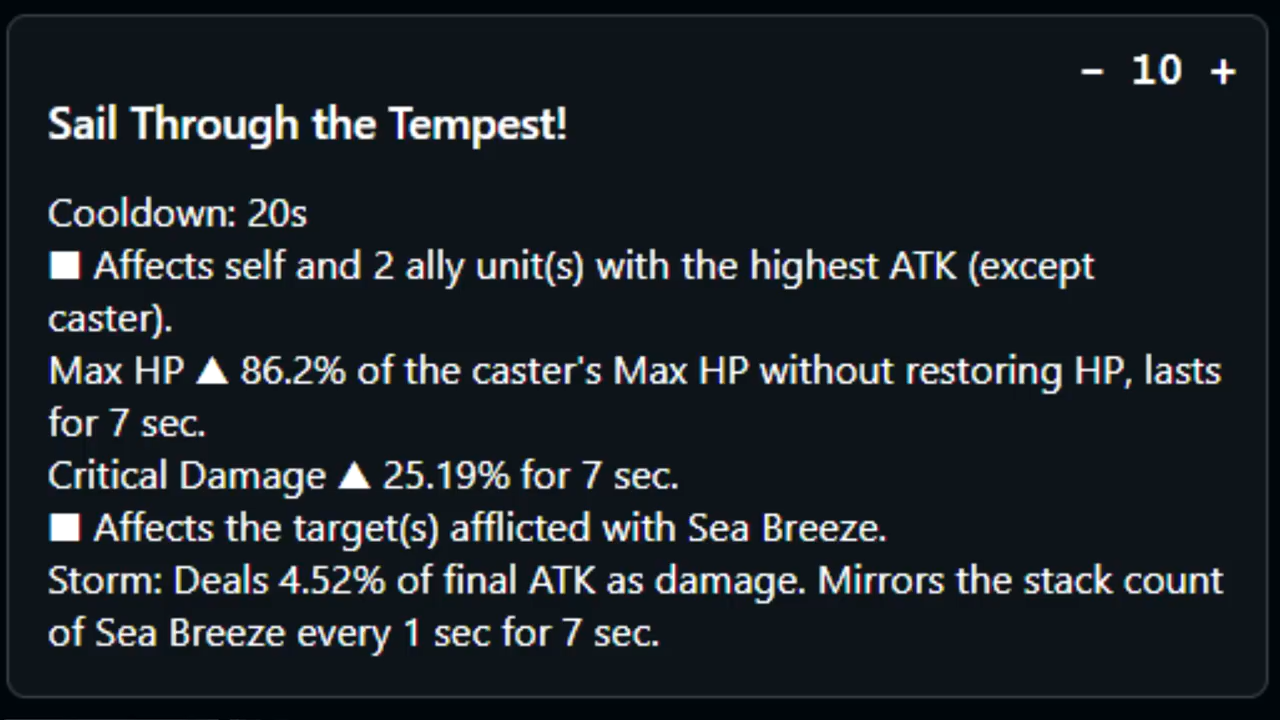 − 10 +
Sail Through the Tempest!
Cooldown: 20s
■ Affects self and 2 ally unit(s) with the highest ATK (except
caster).
Max HP ▲ 86.2% of the caster's Max HP without restoring HP, lasts
for 7 sec.
Critical Damage ▲ 25.19% for 7 sec.
■ Affects the target(s) afflicted with Sea Breeze.
Storm: Deals 4.52% of final ATK as damage. Mirrors the stack count
of Sea Breeze every 1 sec for 7 sec.